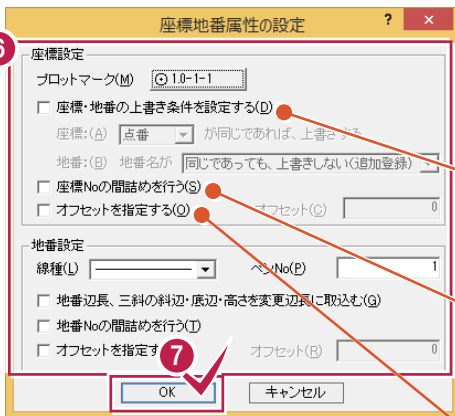 座標地番属性の設定 ? ×
6
座標設定
プロットマーク(M) 1.0-1-1
座標・地番の上書き条件を設定する(D)
座標:(A) 点番 が同じであれば、上書きする
地番:(B) 地番名が 同じであっても、上書きしない(追加登録)
座標Noの間詰めを行う(S)
オフセットを指定する(O) オフセット(C) 0
地番設定
線種(L) ペンNo(P) 1
地番辺長、三斜の斜辺・底辺・高さを変更辺長に取込む(G)
地番Noの間詰めを行う(T)
オフセットを指定す オフセット(R) 0
7
OK キャンセル